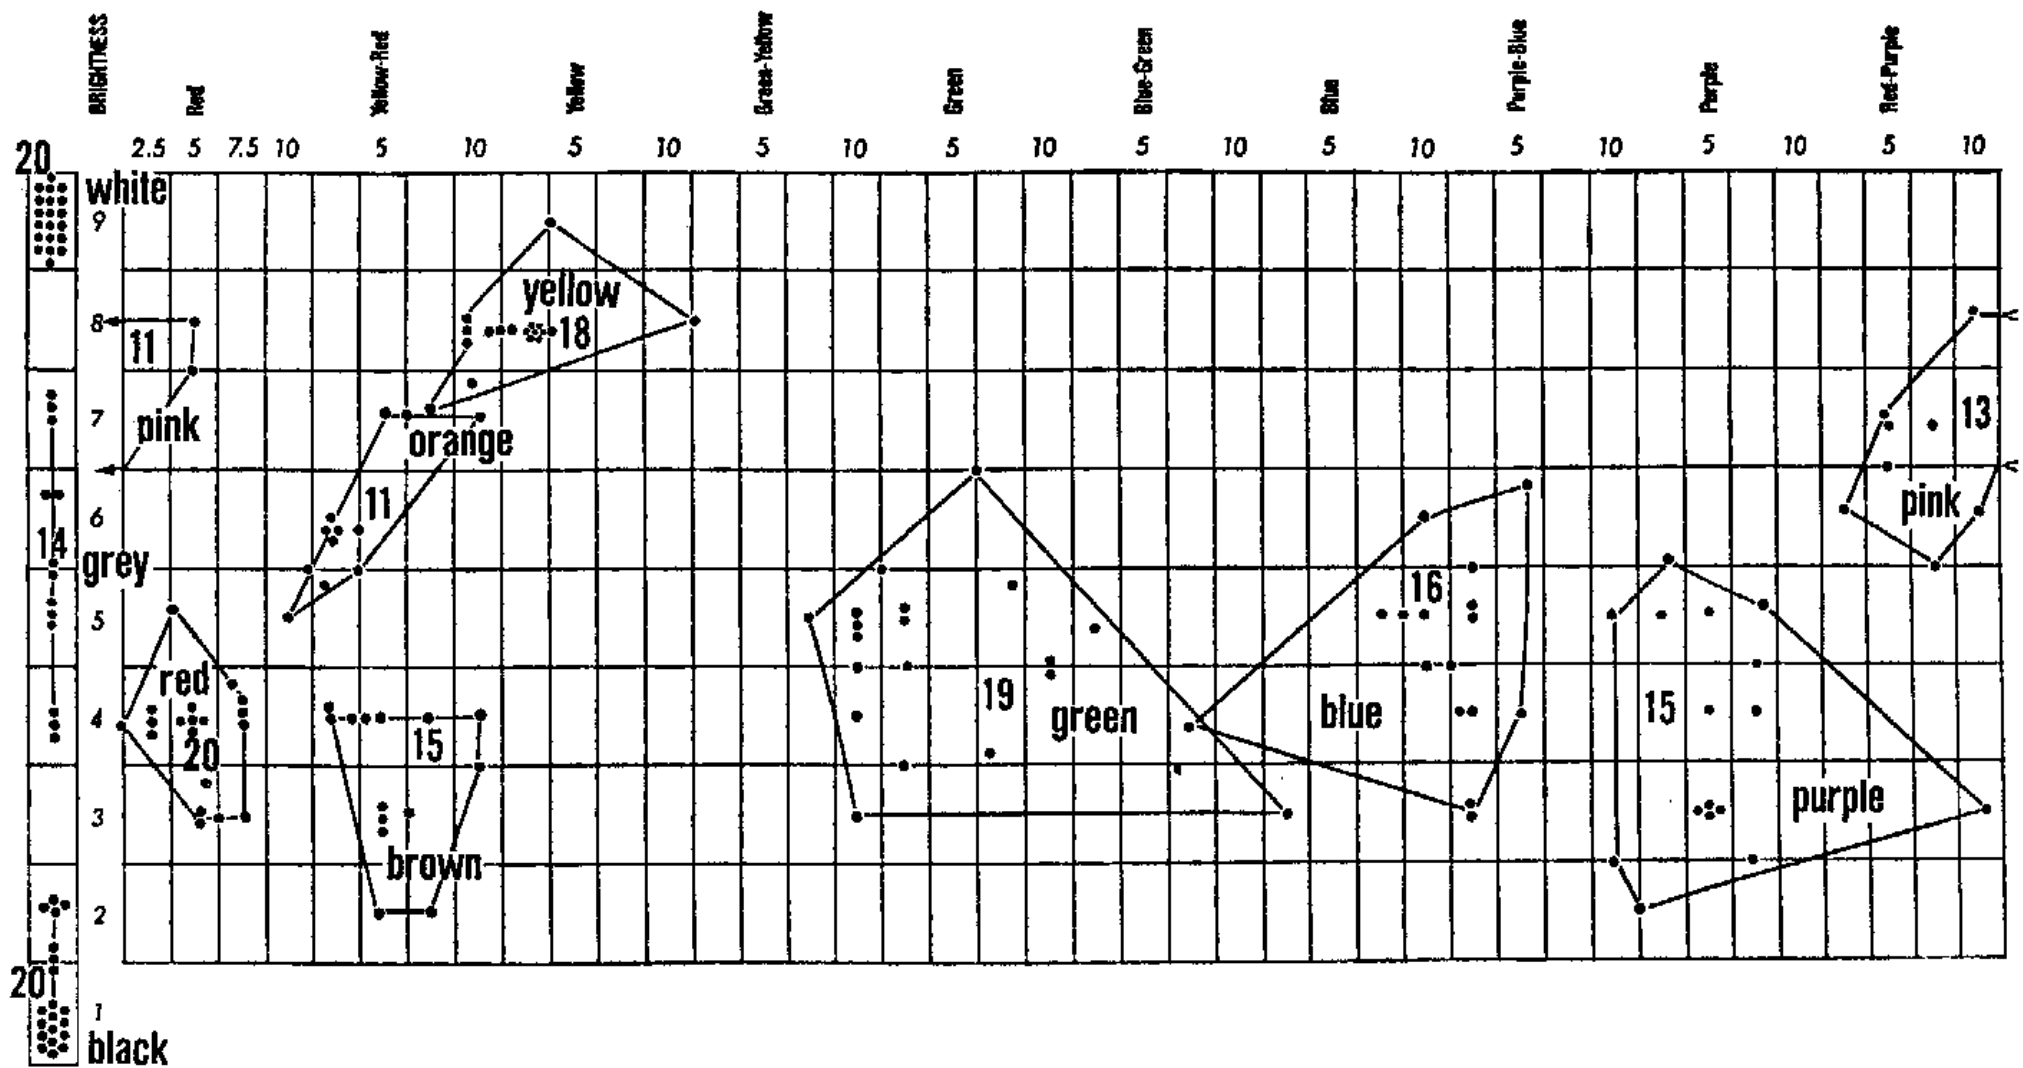 BRIGHTNESS Red Yellow-Red Yellow Green-Yellow Green Blue-Green Blue Purple-Blue Purple Red-Purple
2.5 5 7.5 10 5 10 5 10 5 10 5 10 5 10 5 10 5 10 5 10 5 10
20
white
9
yellow
8
18
11
7
pink
orange
13
11
6
pink
14
grey
16
5
red
19
15
4
green
blue
20
15
3
purple
brown
2
20
1
black